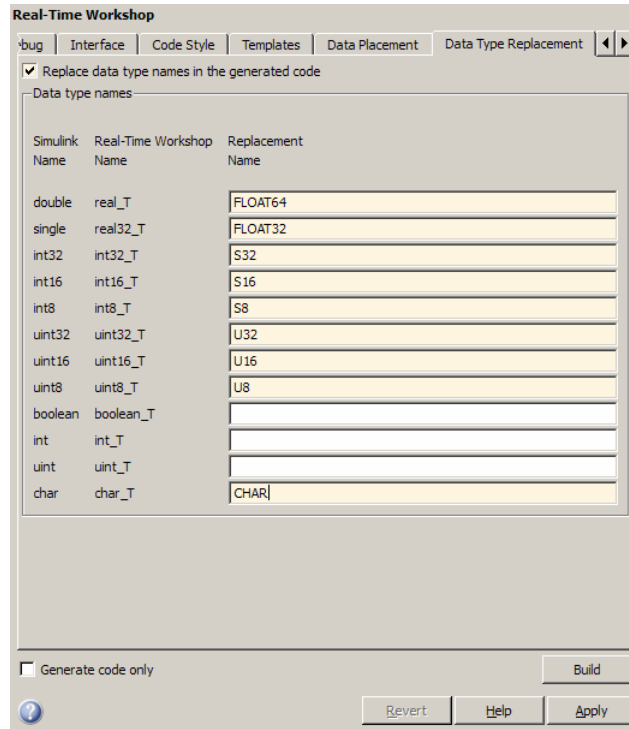 Real-Time Workshop
bug Interface Code Style Templates Data Placement Data Type Replacement
Replace data type names in the generated code
Data type names
Simulink Real-Time Workshop Replacement
Name Name Name
double real_T FLOAT64
single real32_T FLOAT32
int32 int32_T S32
int16 int16_T S16
int8 int8_T S8
uint32 uint32_T U32
uint16 uint16_T U16
uint8 uint8_T U8
boolean boolean_T
int int_T
uint uint_T
char char_T CHAR
Generate code only Build
Revert Help Apply